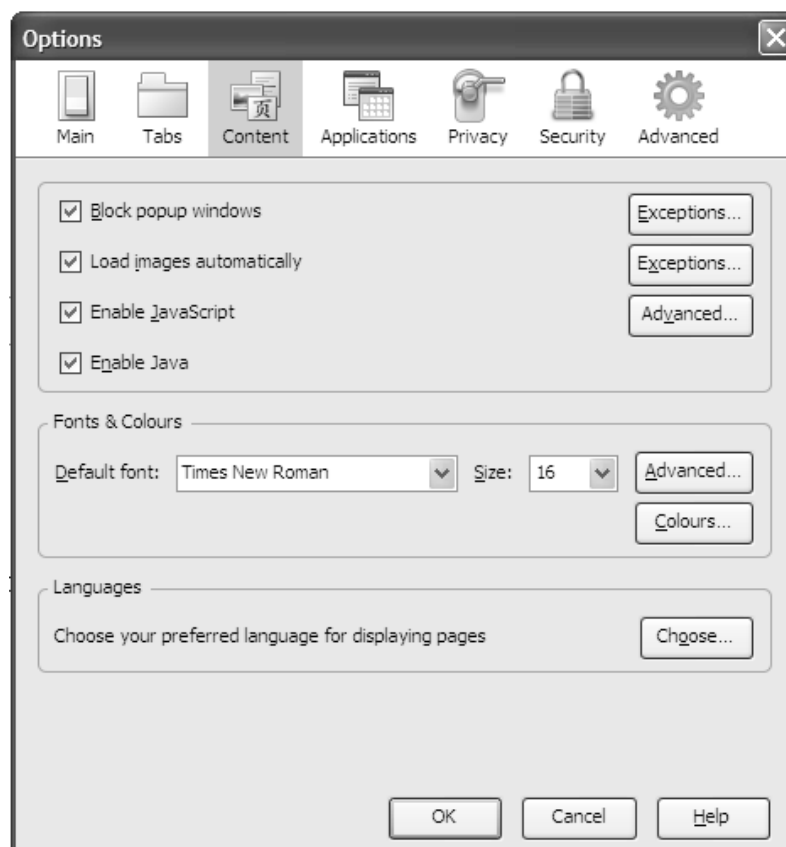 Options
页
Main Tabs Content Applications Privacy Security Advanced
Block popup windows Exceptions...
Load images automatically Exceptions...
Enable JavaScript Advanced...
Enable Java
Fonts & Colours
Default font: Times New Roman Size: 16 Advanced...
Colours...
Languages
Choose your preferred language for displaying pages Choose...
OK Cancel Help